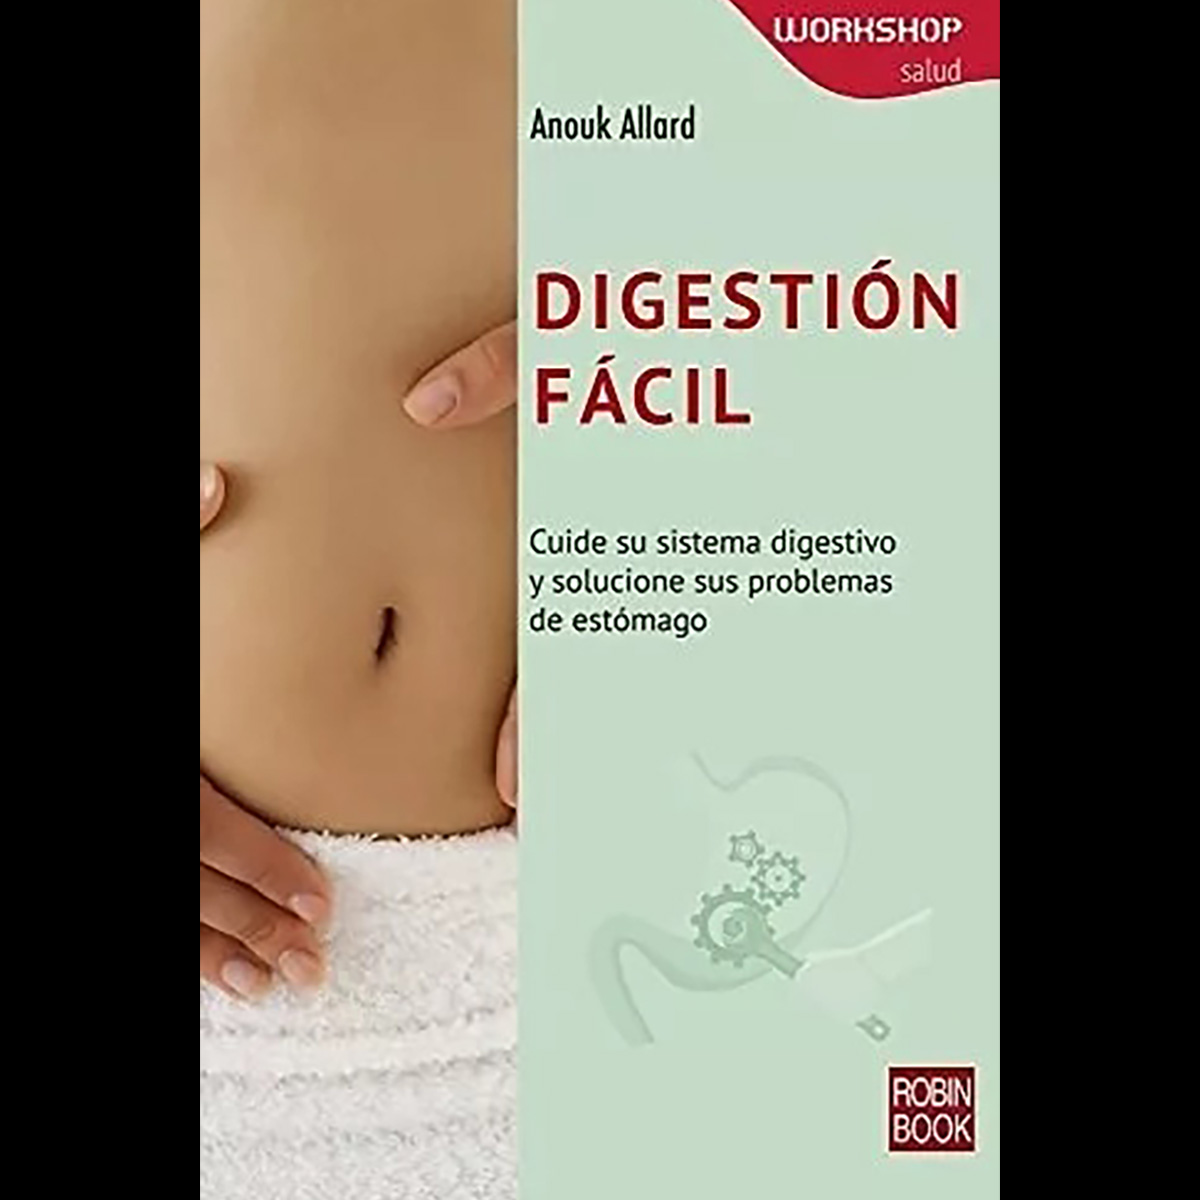 WORKSHOP
salud
Anouk Allard
DIGESTIÓN
FÁCIL
Cuide su sistema digestivo
y solucione sus problemas
de estómago
ROBIN
BOOK